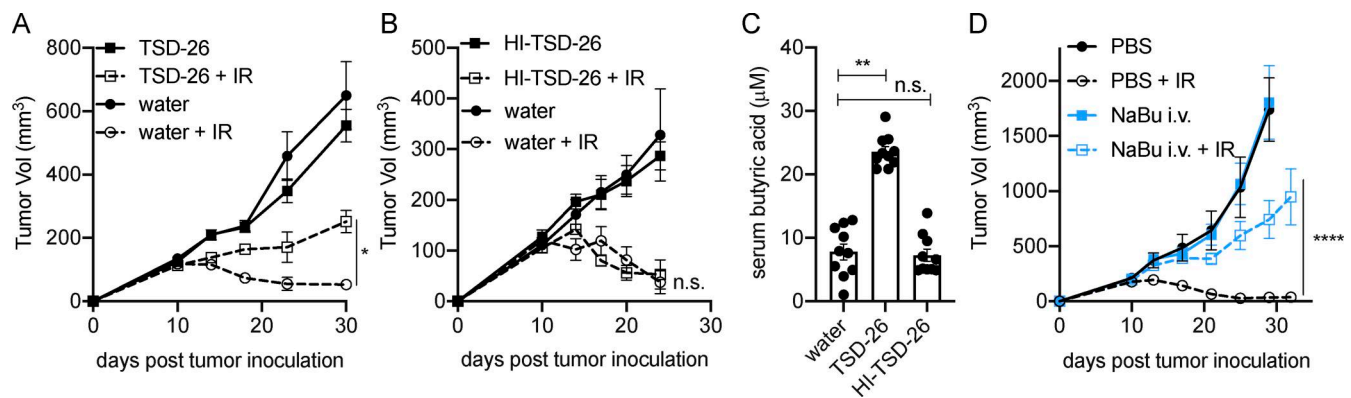 A
TSD-26
TSD-26 + IR
water
water + IR
Tumor Vol (mm³)
800
600
400
200
0
0 10 20 30
days post tumor inoculation
*
B
HI-TSD-26
HI-TSD-26 + IR
water
water + IR
Tumor Vol (mm³)
500
400
300
200
100
0
0 10 20 30
days post tumor inoculation
n.s.
C
serum butyric acid (μM)
40
30
20
10
0
**
n.s.
water
TSD-26
HI-TSD-26
D
PBS
PBS + IR
NaBu i.v.
NaBu i.v. + IR
Tumor Vol (mm³)
2000
1500
1000
500
0
0 10 20 30
days post tumor inoculation
****